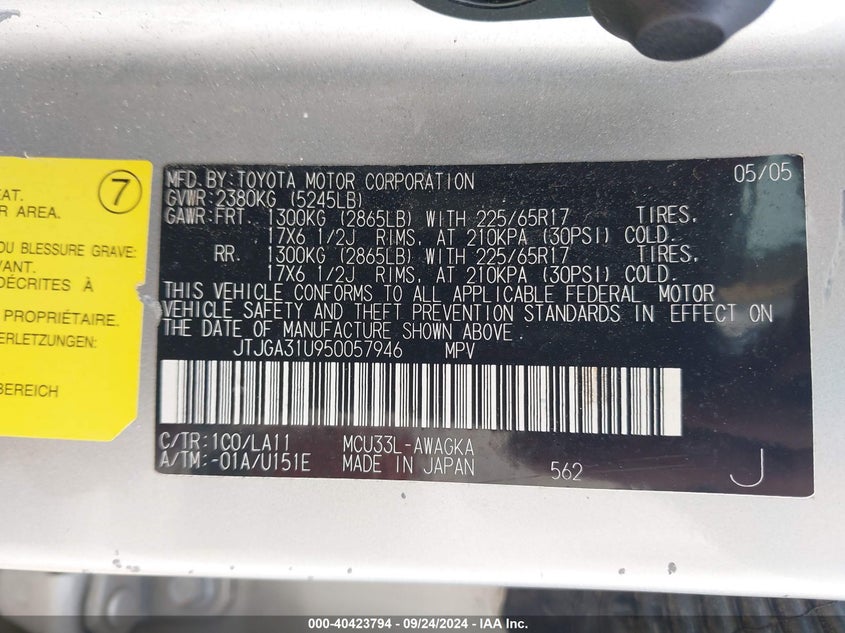 7
EAT.
R AREA.
OU BLESSURE GRAVE:
VANT.
DÉCRITES À
PROPRIÉTAIRE.
ERLETZUNGEN:
BEREICH
MFD. BY: TOYOTA MOTOR CORPORATION 05/05
GVWR: 2380KG (5245LB)
GAWR: FRT. 1300KG (2865LB) WITH 225/65R17 TIRES,
17X6 1/2J RIMS, AT 210KPA (30PSI) COLD.
RR. 1300KG (2865LB) WITH 225/65R17 TIRES,
17X6 1/2J RIMS, AT 210KPA (30PSI) COLD.
THIS VEHICLE CONFORMS TO ALL APPLICABLE FEDERAL MOTOR
VEHICLE SAFETY AND THEFT PREVENTION STANDARDS IN EFFECT ON
THE DATE OF MANUFACTURE SHOWN ABOVE.
JTJGA31U950057946 MPV
C/TR: 1C0/LA11 MCU33L-AWAGKA
A/TM: -01A/U151E MADE IN JAPAN 562 J
000-40423794 - 09/24/2024 - IAA Inc.